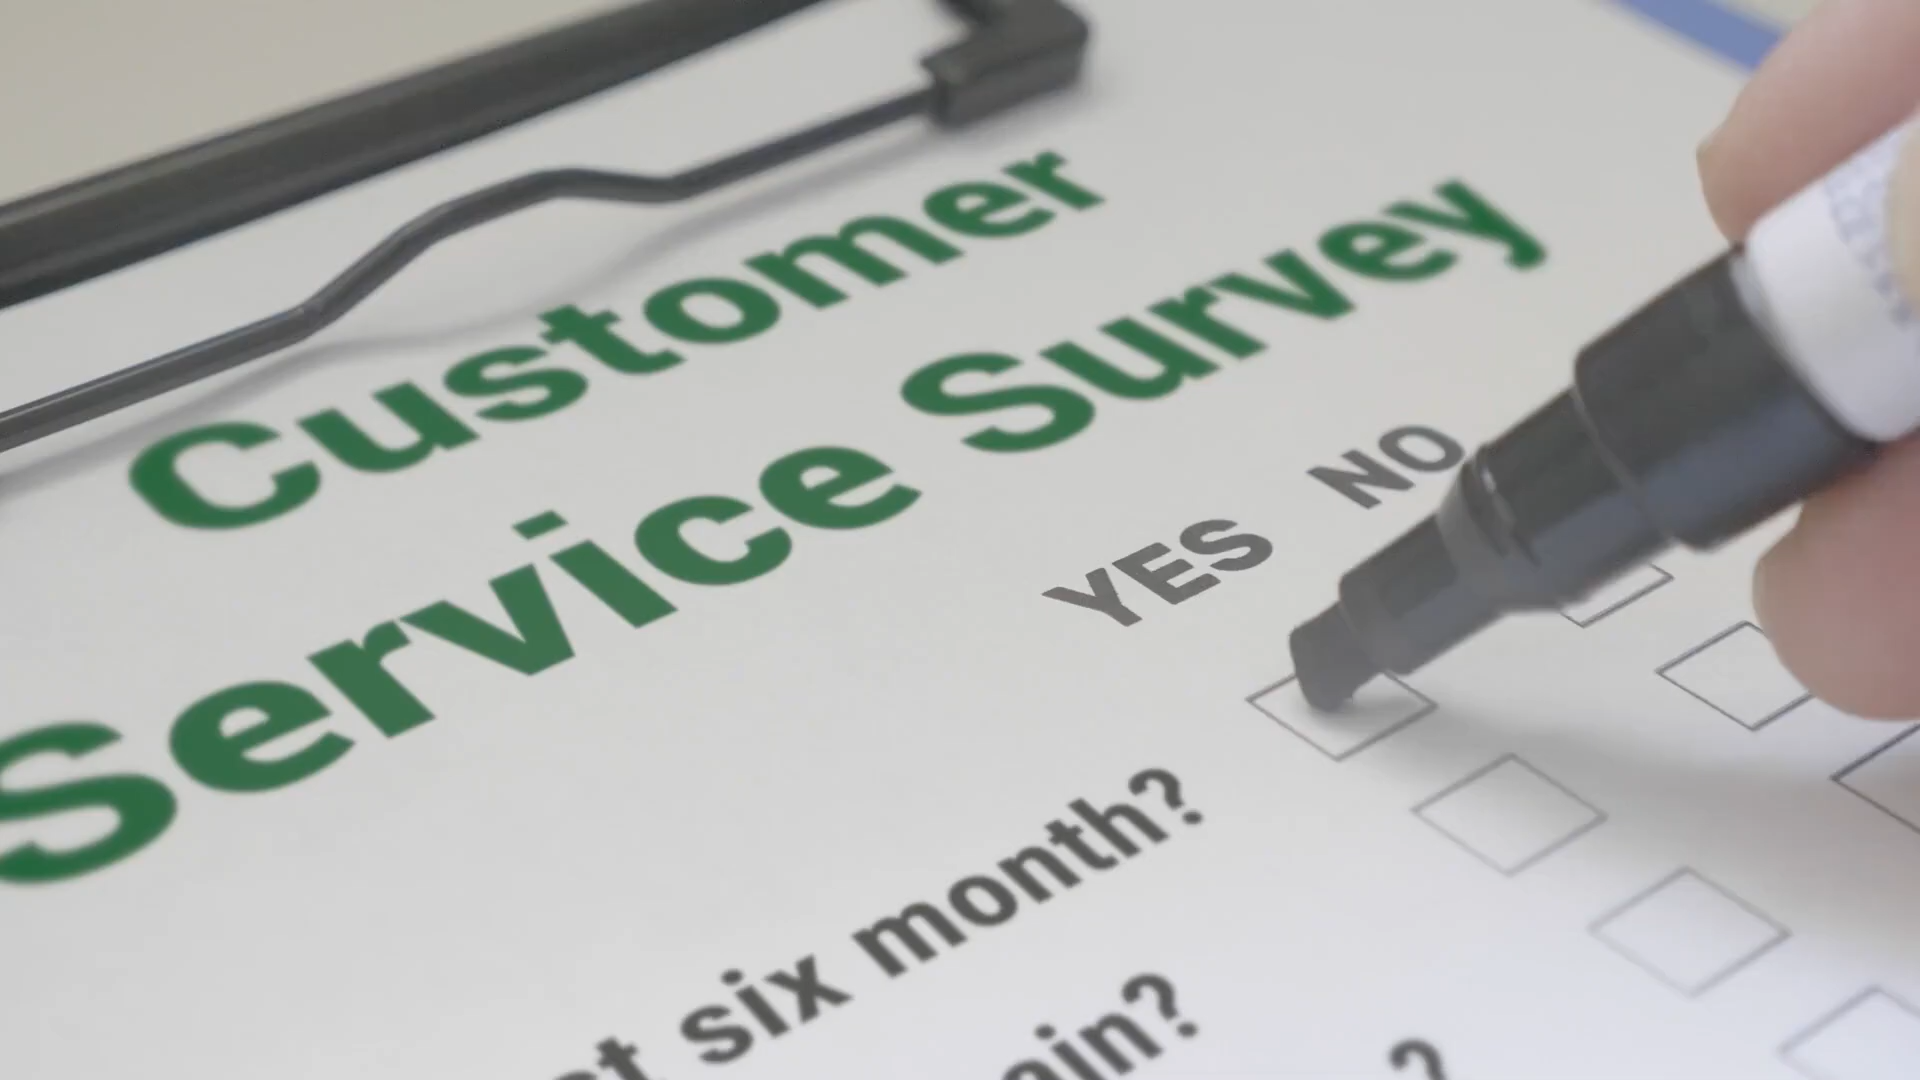 Customer
Service Survey
YES NO
six month?
?